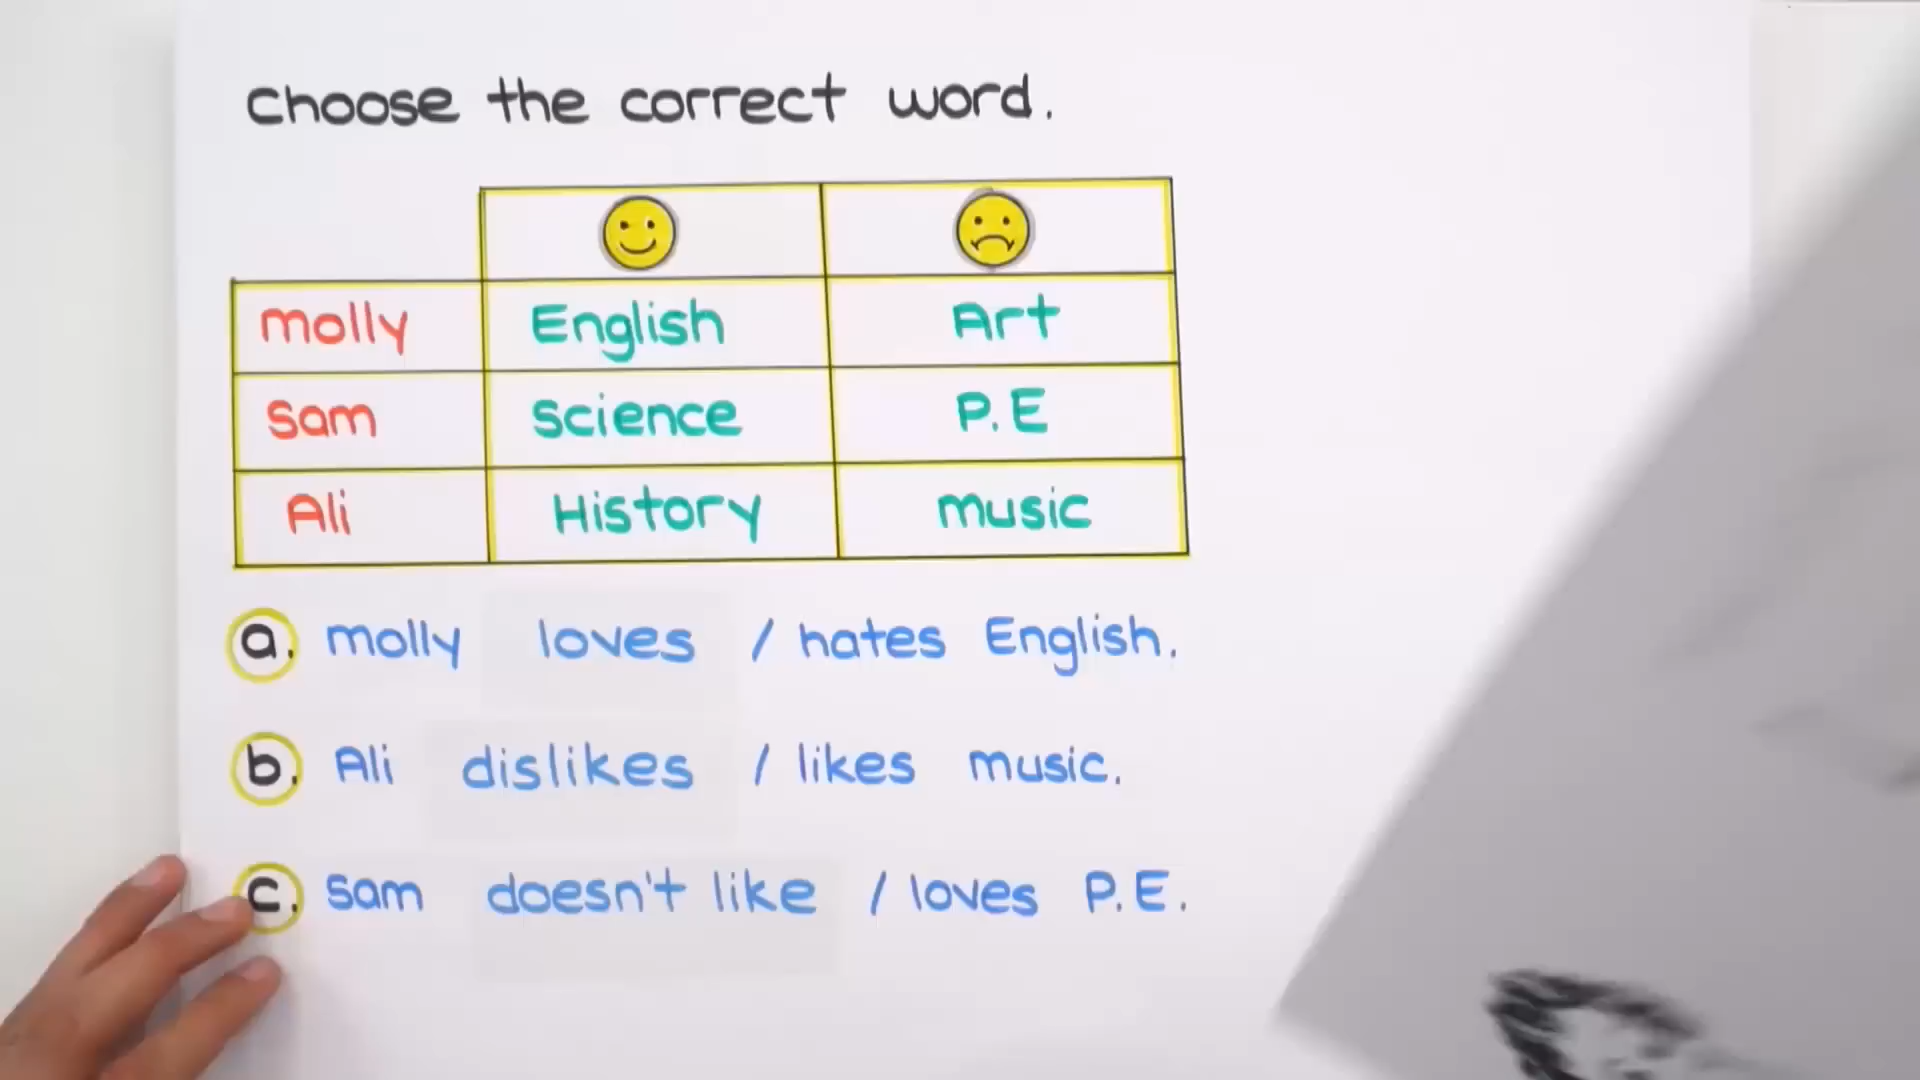 Choose the correct word.
molly English Art
Sam Science P.E
Ali History music
a. molly loves / hates English.
b. Ali dislikes / likes music.
c. Sam doesn't like / loves P.E.